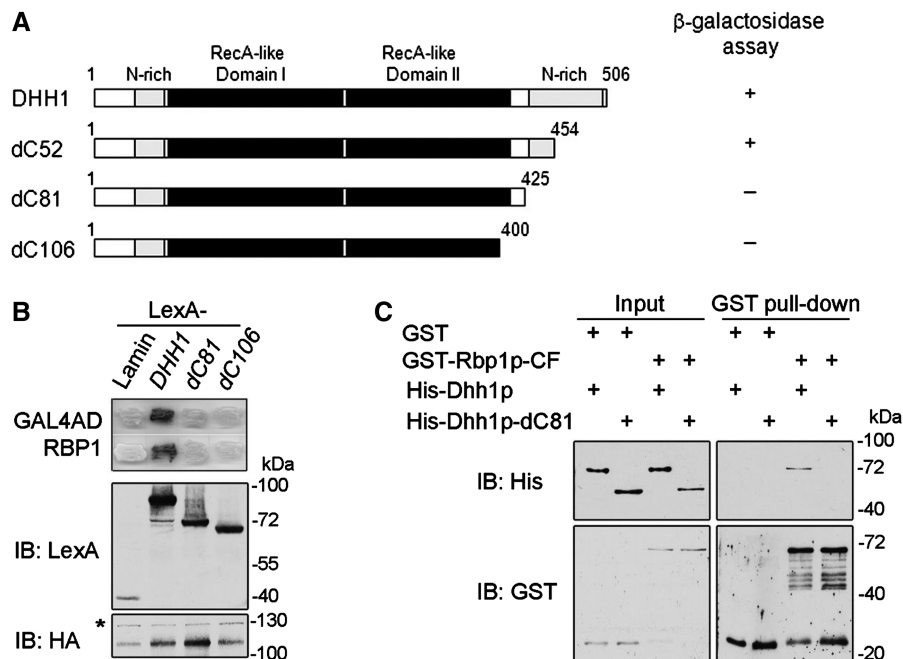 A
β-galactosidase
assay
RecA-like
Domain I
RecA-like
Domain II
1 N-rich N-rich 506
DHH1 +
1 454
dC52 +
1 425
dC81 –
1 400
dC106 –
B
LexA-
Lamin DHH1 dC81 dC106
GAL4AD
RBP1
kDa
IB: LexA
-100
-72
-55
-40
*
IB: HA
-130
-100
C
Input GST pull-down
GST + + + +
GST-Rbp1p-CF + + + +
His-Dhh1p + + + +
His-Dhh1p-dC81 + + + +
kDa
IB: His
-100
-72
-40
IB: GST
-72
-40
-20